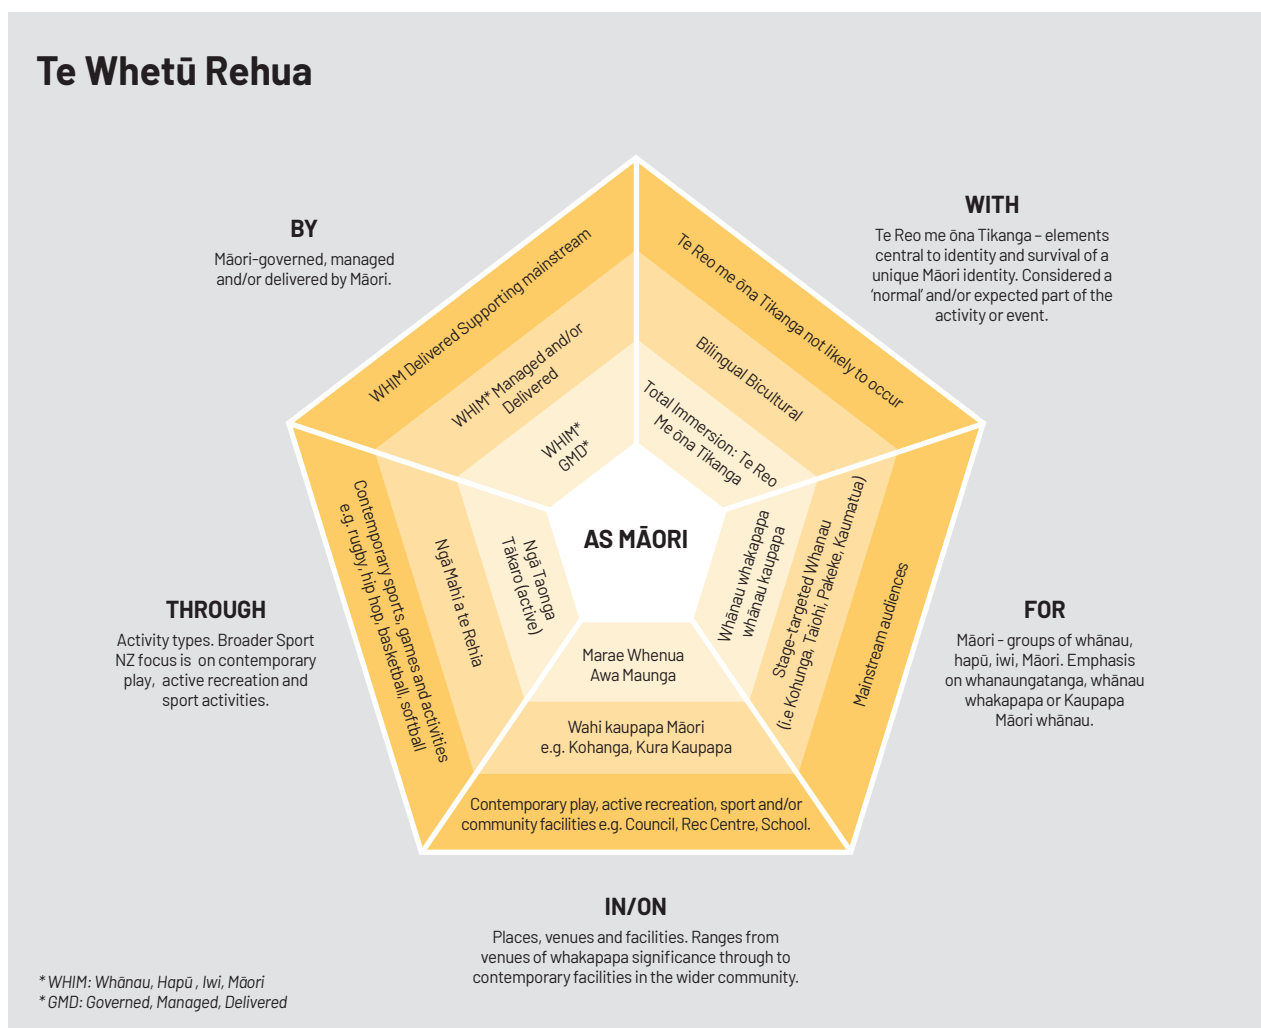 Te Whetū Rehua
BY
Māori-governed, managed
and/or delivered by Māori.
WITH
Te Reo me ōna Tikanga – elements
central to identity and survival of a
unique Māori identity. Considered a
'normal' and/or expected part of the
activity or event.
WHIM Delivered Supporting mainstream
WHIM* Managed and/or
Delivered
WHIM*
GMD*
Te Reo me ōna Tikanga not likely to occur
Bilingual Bicultural
Total Immersion: Te Reo
Me ōna Tikanga
AS MĀORI
Contemporary sports, games and activities
e.g. rugby, hip hop, basketball, softball
Ngā Mahi a te Rehia
Ngā Taonga
Tākaro (active)
Whānau whakapapa
whānau kaupapa
Stage-targeted Whanau
(i.e Kohunga, Taiohi, Pakeke, Kaumatua)
Mainstream audiences
THROUGH
Activity types. Broader Sport
NZ focus is on contemporary
play, active recreation and
sport activities.
FOR
Māori - groups of whānau,
hapū, iwi, Māori. Emphasis
on whanaungatanga, whānau
whakapapa or Kaupapa
Māori whānau.
Marae Whenua
Awa Maunga
Wahi kaupapa Māori
e.g. Kohanga, Kura Kaupapa
Contemporary play, active recreation, sport and/or
community facilities e.g. Council, Rec Centre, School.
IN/ON
Places, venues and facilities. Ranges from
venues of whakapapa significance through to
contemporary facilities in the wider community.
* WHIM: Whānau, Hapū , Iwi, Māori
* GMD: Governed, Managed, Delivered